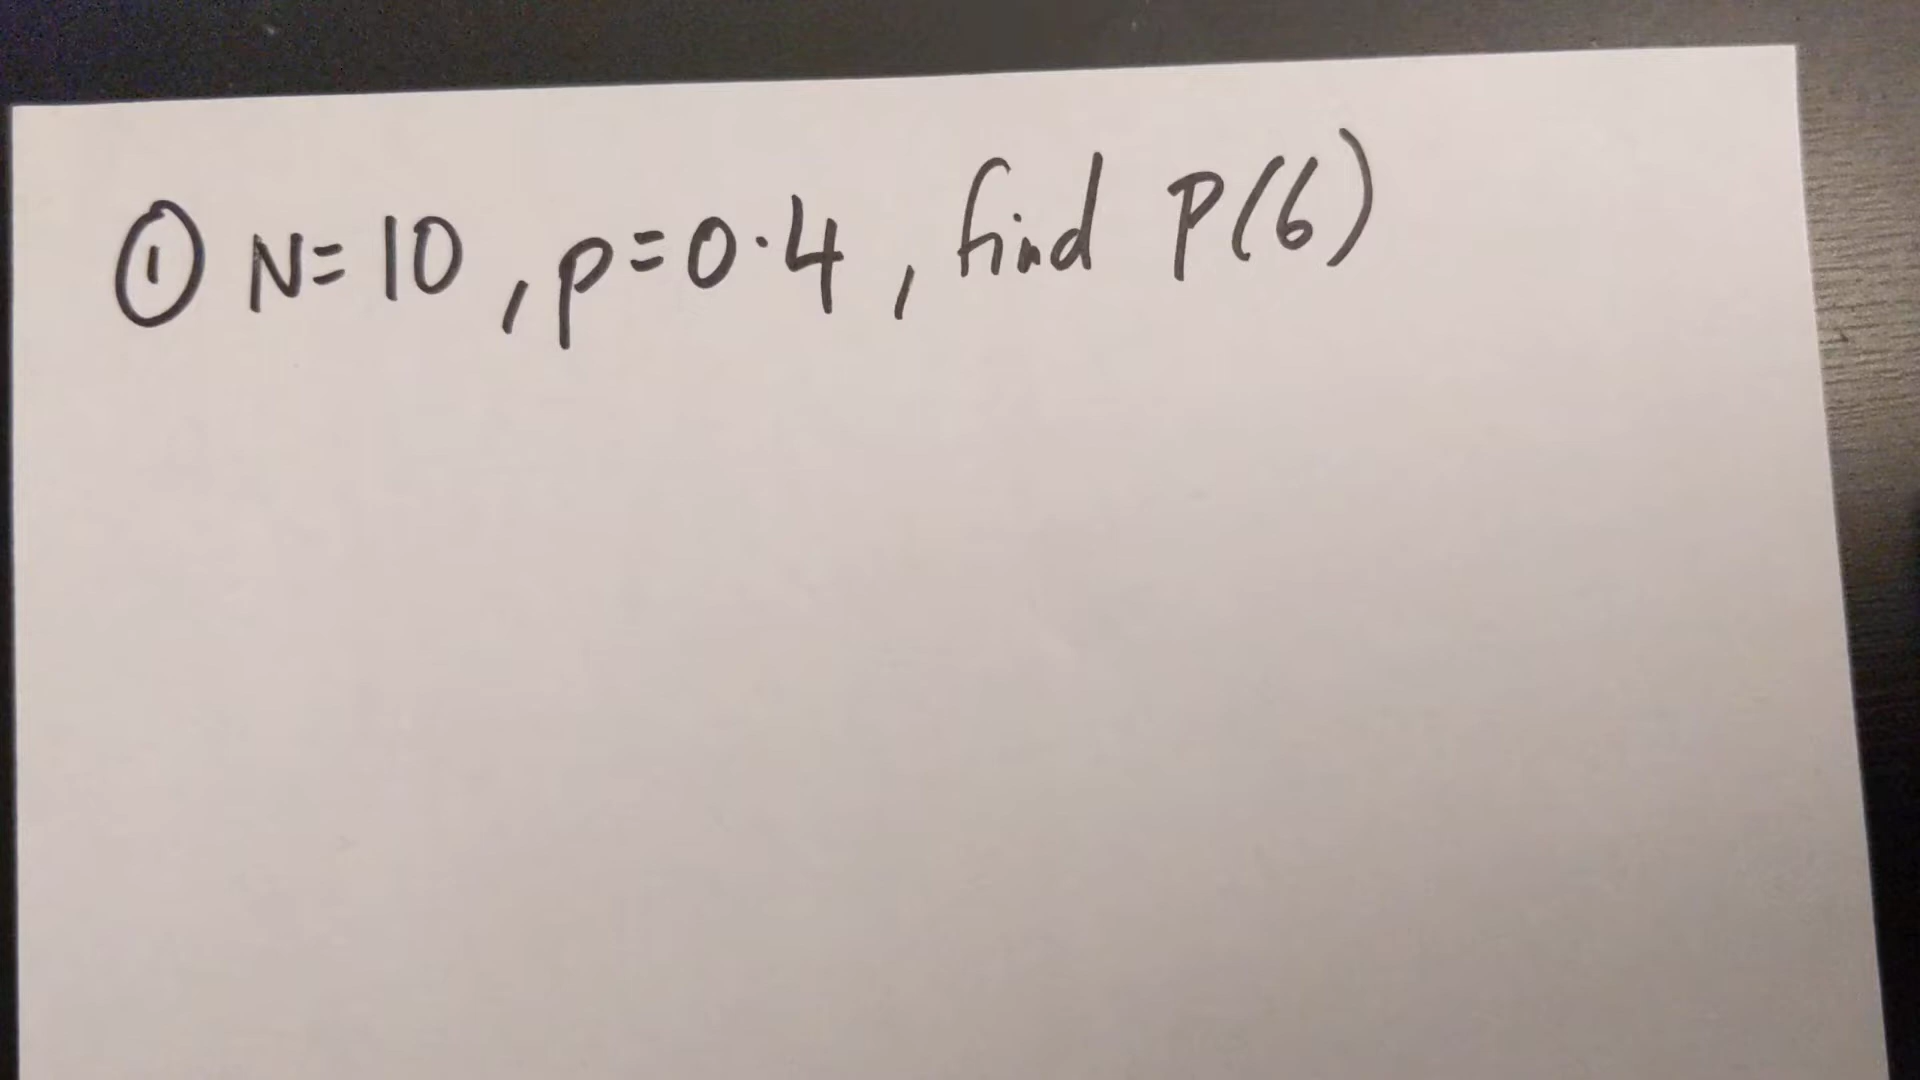 ① N=10, p=0.4, find P(6)